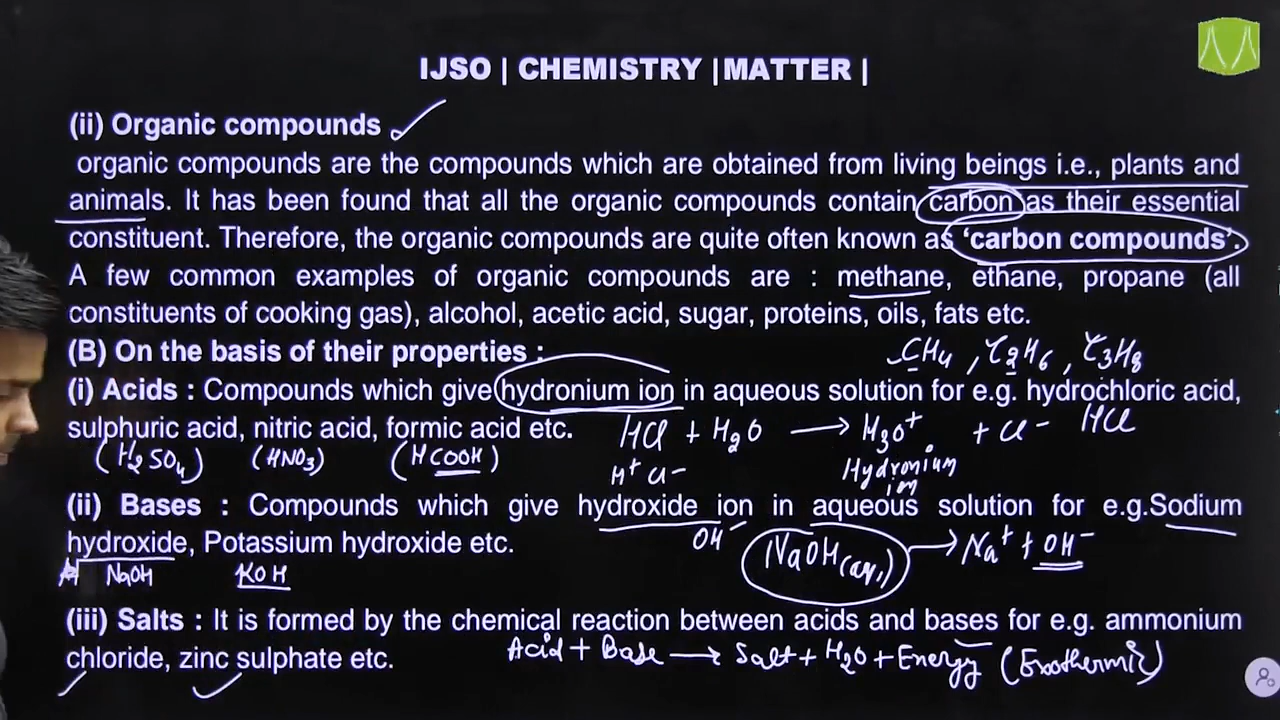 IJSO | CHEMISTRY |MATTER |
(ii) Organic compounds
organic compounds are the compounds which are obtained from living beings i.e., plants and
animals. It has been found that all the organic compounds contain carbon as their essential
constituent. Therefore, the organic compounds are quite often known as ‘carbon compounds’.
A few common examples of organic compounds are : methane, ethane, propane (all
constituents of cooking gas), alcohol, acetic acid, sugar, proteins, oils, fats etc.
(B) On the basis of their properties :
CH4 , C2H6 , C3H8
(i) Acids : Compounds which give hydronium ion in aqueous solution for e.g. hydrochloric acid,
HCl
sulphuric acid, nitric acid, formic acid etc.
HCl + H2O ⟶ H3O+ + Cl-
(H2SO4) (HNO3) (HCOOH)
H+ Cl- Hydronium
ion
(ii) Bases : Compounds which give hydroxide ion in aqueous solution for e.g.Sodium
OH-
hydroxide, Potassium hydroxide etc.
NaOH(aq.) ⟶ Na+ + OH-
NaOH KOH
(iii) Salts : It is formed by the chemical reaction between acids and bases for e.g. ammonium
chloride, zinc sulphate etc.
Acid + Base ⟶ Salt + H2O + Energy (Exothermic)